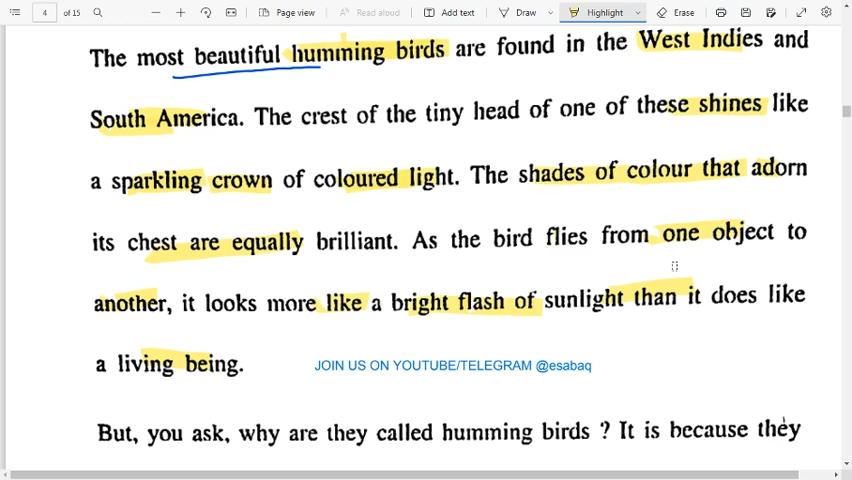 4 of 15 Page view Read aloud Add text Draw Highlight Erase
The most beautiful humming birds are found in the West Indies and
South America. The crest of the tiny head of one of these shines like
a sparkling crown of coloured light. The shades of colour that adorn
its chest are equally brilliant. As the bird flies from one object to
another, it looks more like a bright flash of sunlight than it does like
a living being.
JOIN US ON YOUTUBE/TELEGRAM @esabaq
But, you ask, why are they called humming birds ? It is because they